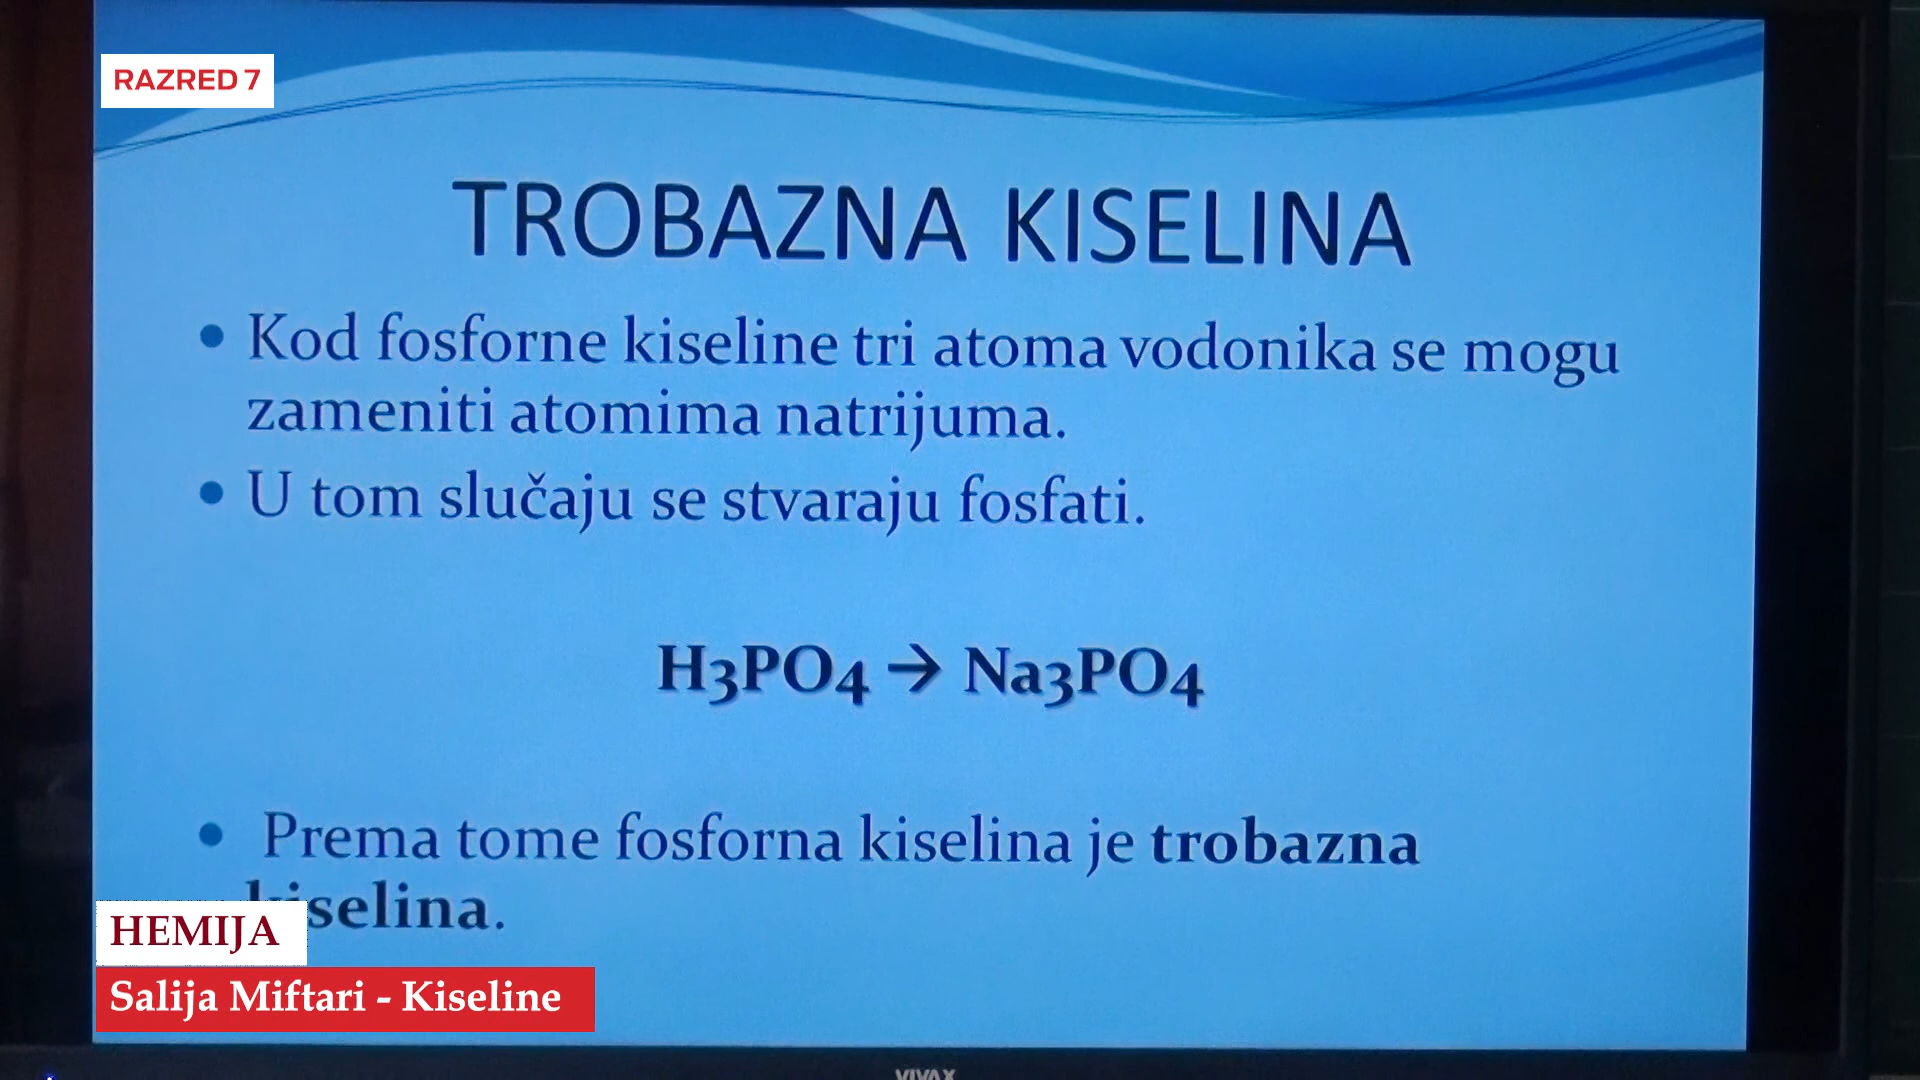 RAZRED 7
TROBAZNA KISELINA
• Kod fosforne kiseline tri atoma vodonika se mogu
zameniti atomima natrijuma.
• U tom slučaju se stvaraju fosfati.
H3PO4 → Na3PO4
• Prema tome fosforna kiselina je trobazna
kiselina.
HEMIJA
Salija Miftari - Kiseline
VIVAX